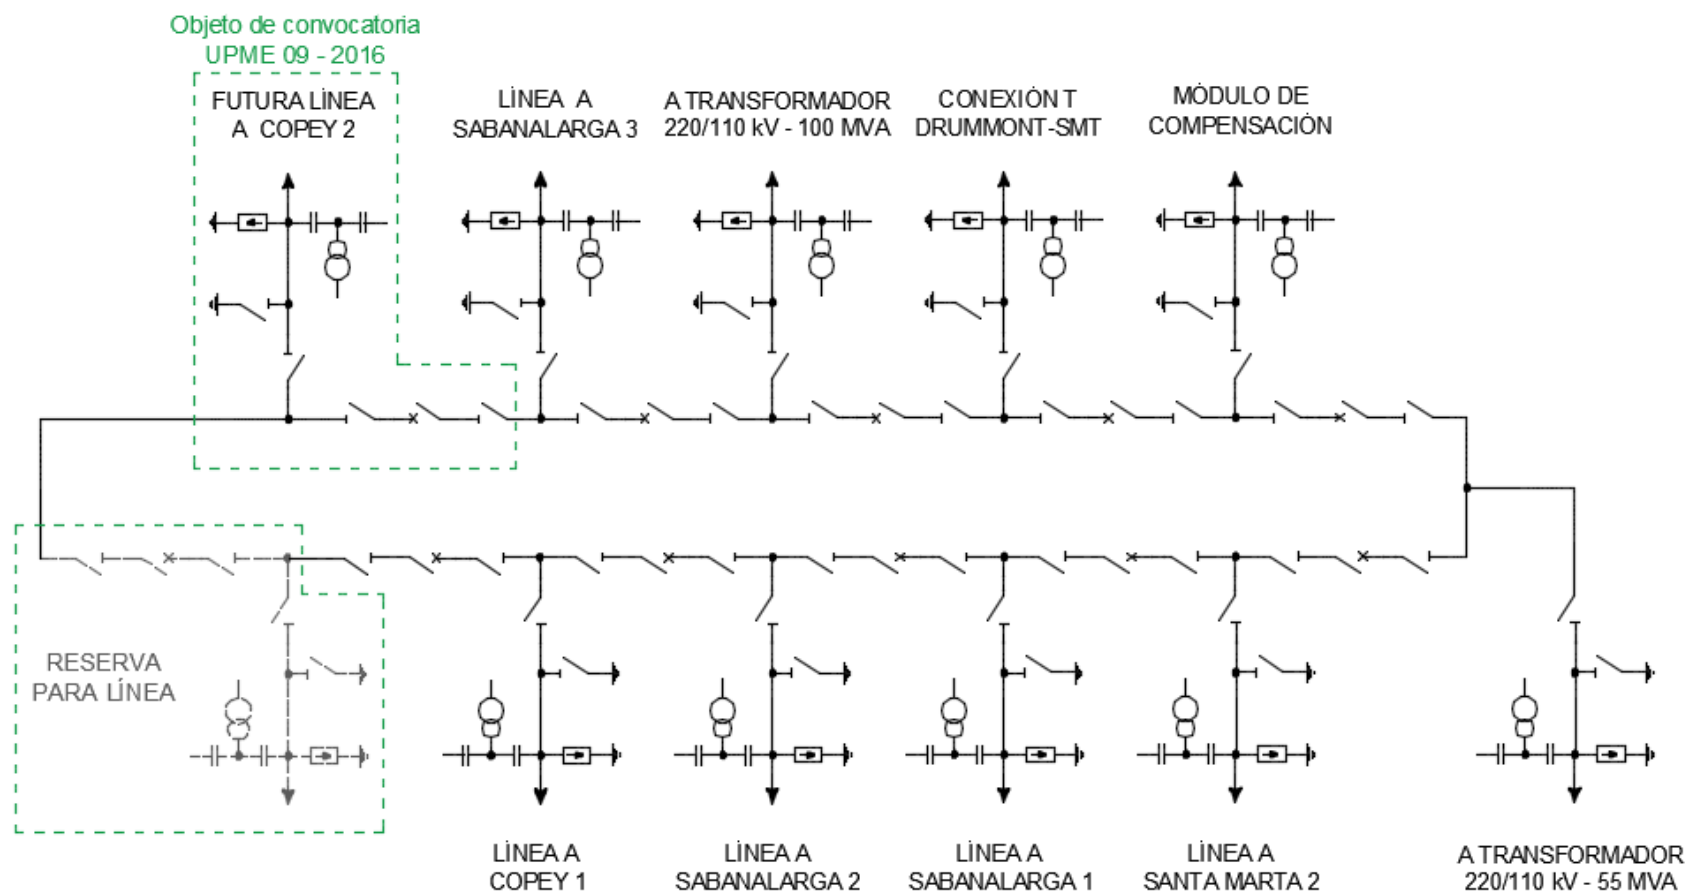 Objeto de convocatoria
UPME 09 - 2016
FUTURA LÍNEA
A COPEY 2
LÍNEA A
SABANALARGA 3
A TRANSFORMADOR
220/110 kV - 100 MVA
CONEXIÓN T
DRUMMONT-SMT
MÓDULO DE
COMPENSACIÓN
RESERVA
PARA LÍNEA
LÍNEA A
COPEY 1
LÍNEA A
SABANALARGA 2
LÍNEA A
SABANALARGA 1
LÍNEA A
SANTA MARTA 2
A TRANSFORMADOR
220/110 kV - 55 MVA